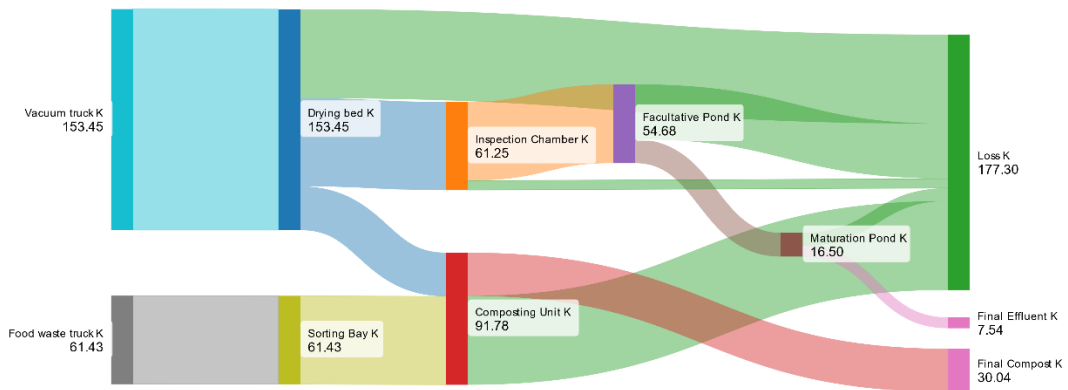 Vacuum truck K
153.45
Drying bed K
153.45
Inspection Chamber K
61.25
Facultative Pond K
54.68
Loss K
177.30
Maturation Pond K
16.50
Food waste truck K
61.43
Sorting Bay K
61.43
Composting Unit K
91.78
Final Effluent K
7.54
Final Compost K
30.04